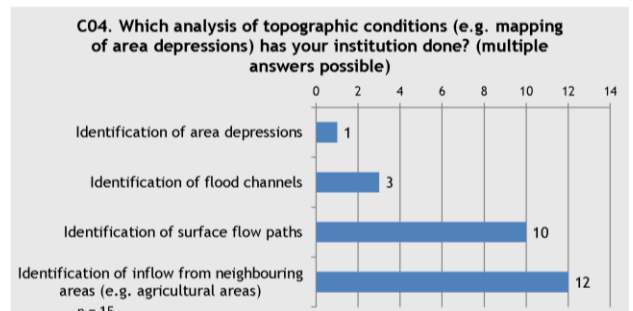 C04. Which analysis of topographic conditions (e.g. mapping
of area depressions) has your institution done? (multiple
answers possible)
0 2 4 6 8 10 12 14
Identification of area depressions 1
Identification of flood channels 3
Identification of surface flow paths 10
Identification of inflow from neighbouring
areas (e.g. agricultural areas) 12
n = 15